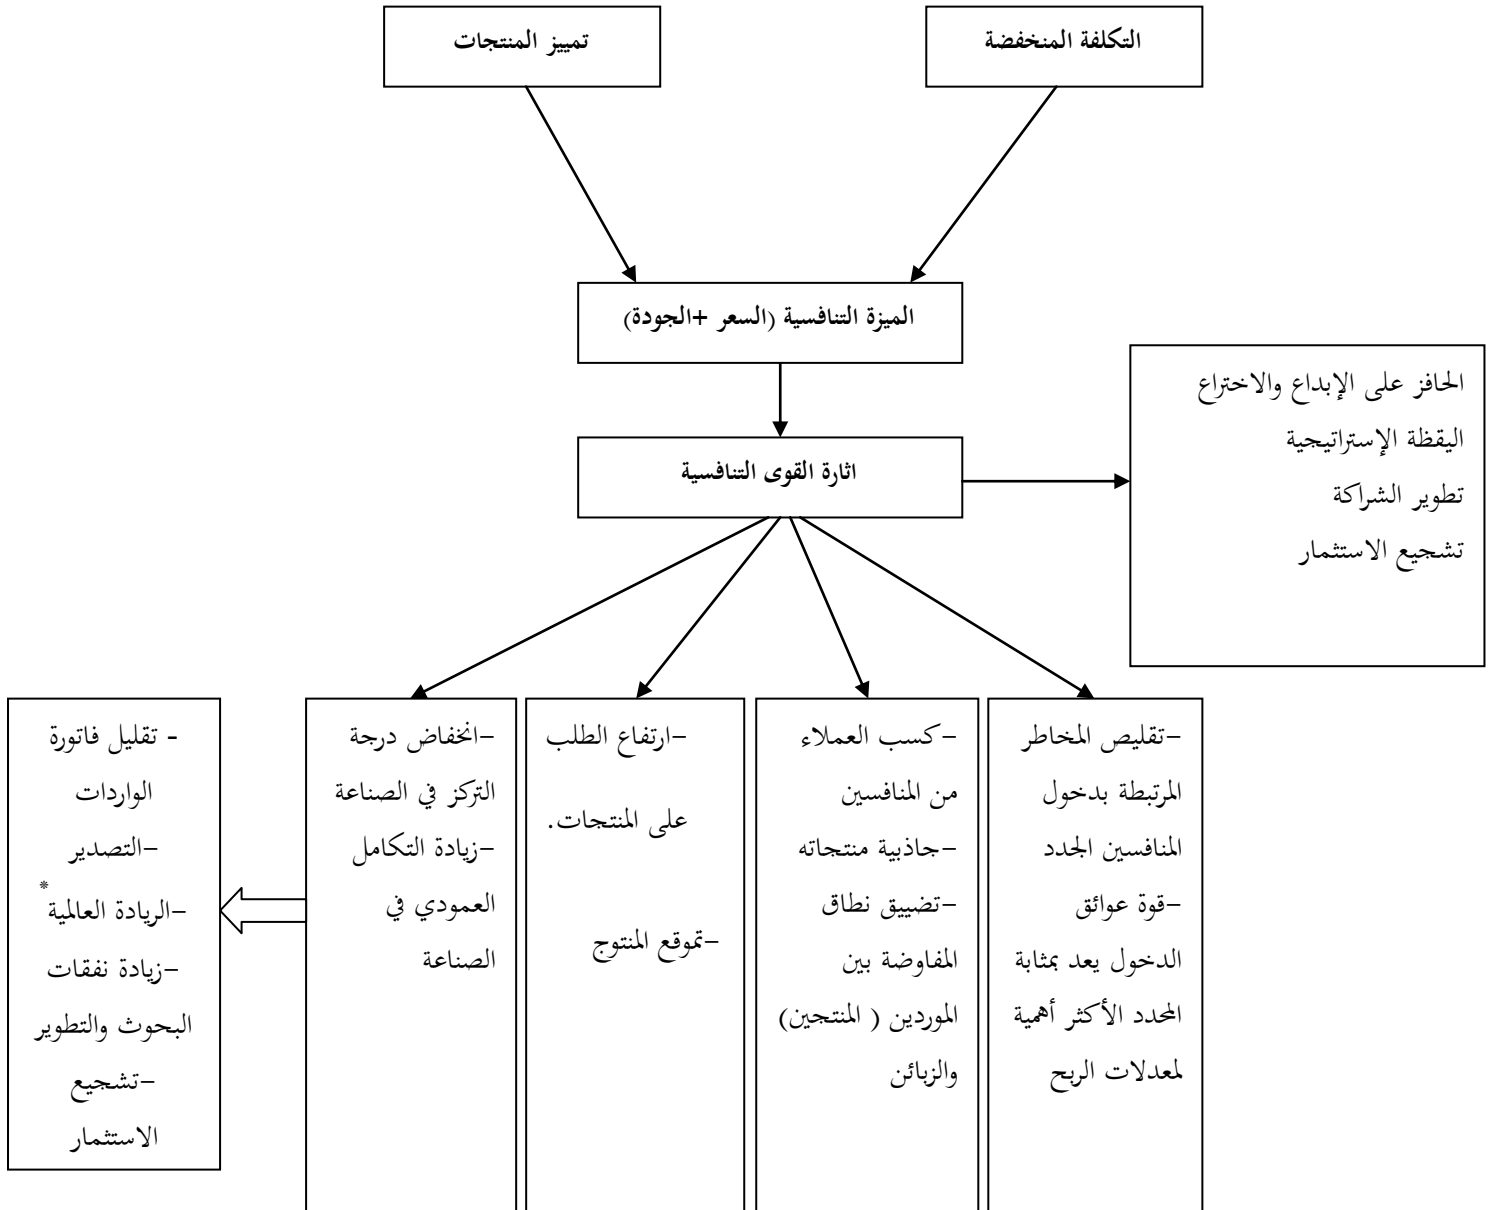 التكلفة المنخفضة
تمييز المنتجات
الميزة التنافسية (السعر +الجودة)
اثارة القوى التنافسية
الحافز على الإبداع والاختراع
اليقظة الإستراتيجية
تطوير الشراكة
تشجيع الاستثمار
–تقليص المخاطر
المرتبطة بدخول
المنافسين الجدد
–قوة عوائق
الدخول يعد بمثابة
المحدد الأكثر أهمية
لمعدلات الربح
–كسب العملاء
من المنافسين
–جاذبية منتجاته
–تضييق نطاق
المفاوضة بين
الموردين ( المنتجين)
والزبائن
–ارتفاع الطلب
على المنتجات.
–تموقع المنتوج
–انخفاض درجة
التركز في الصناعة
–زيادة التكامل
العمودي في
الصناعة
- تقليل فاتورة
الواردات
–التصدير
–الريادة العالمية*
–زيادة نفقات
البحوث والتطوير
–تشجيع
الاستثمار